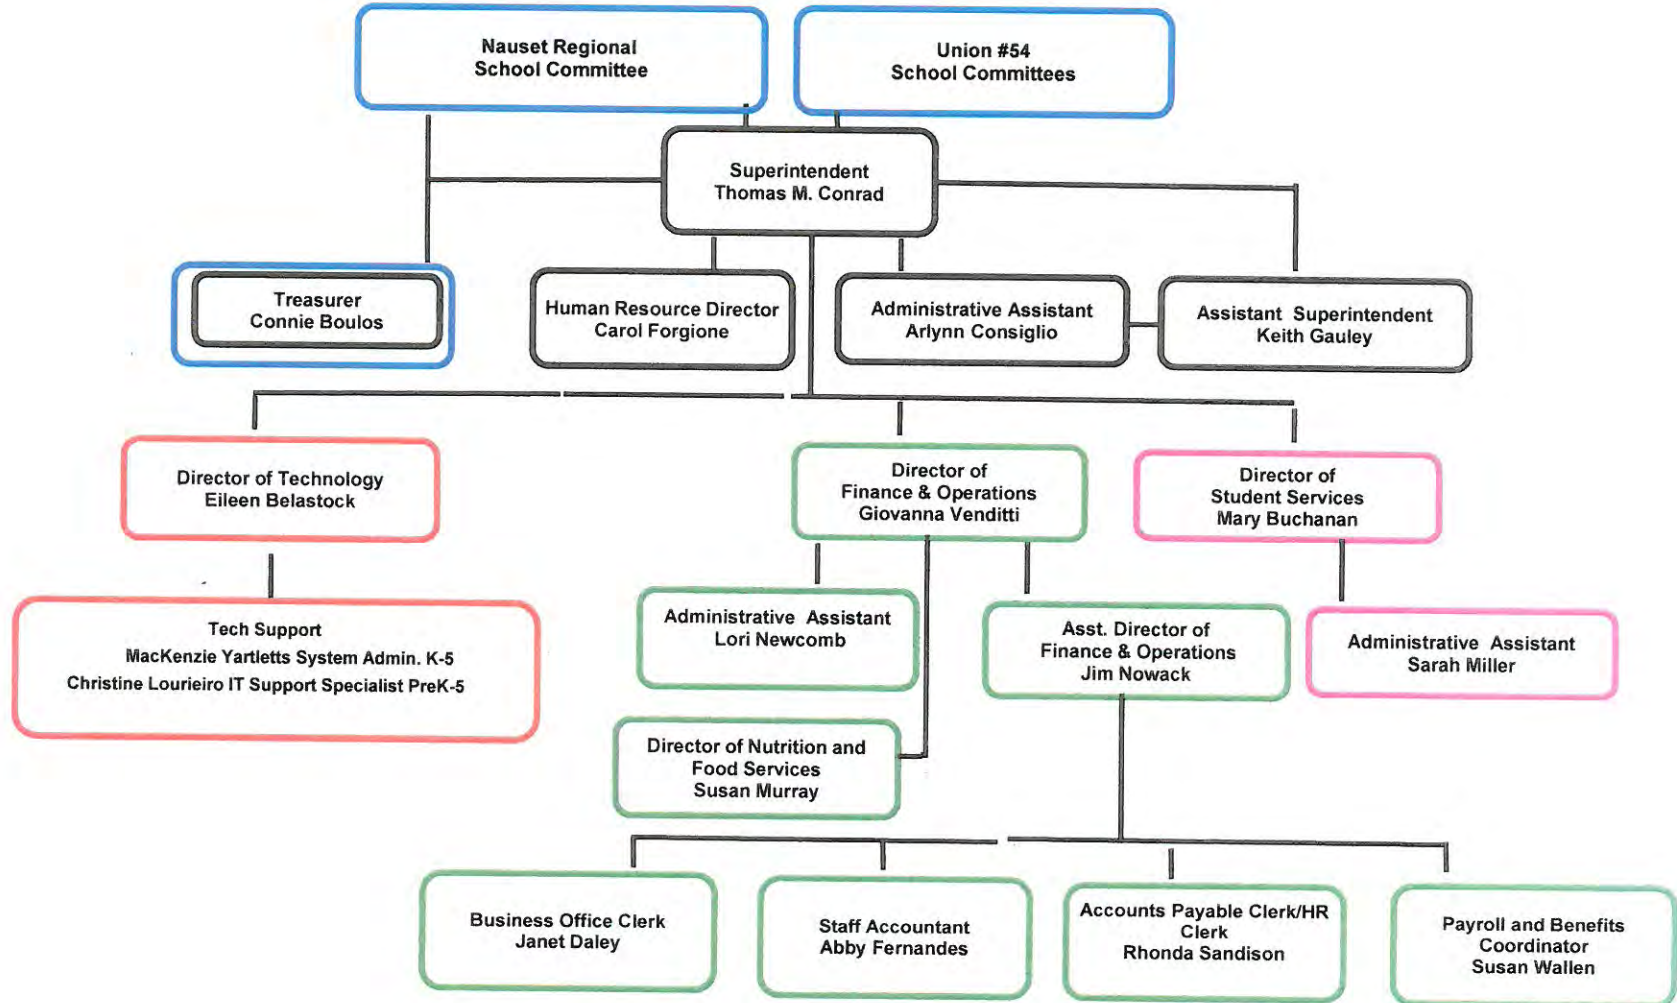 Nauset Regional
School Committee
Union #54
School Committees
Superintendent
Thomas M. Conrad
Treasurer
Connie Boulos
Human Resource Director
Carol Forgione
Administrative Assistant
Arlynn Consiglio
Assistant Superintendent
Keith Gauley
Director of Technology
Eileen Belastock
Director of
Finance & Operations
Giovanna Venditti
Director of
Student Services
Mary Buchanan
Tech Support
MacKenzie Yartletts System Admin. K-5
Christine Lourieiro IT Support Specialist PreK-5
Administrative Assistant
Lori Newcomb
Asst. Director of
Finance & Operations
Jim Nowack
Administrative Assistant
Sarah Miller
Director of Nutrition and
Food Services
Susan Murray
Business Office Clerk
Janet Daley
Staff Accountant
Abby Fernandes
Accounts Payable Clerk/HR
Clerk
Rhonda Sandison
Payroll and Benefits
Coordinator
Susan Wallen